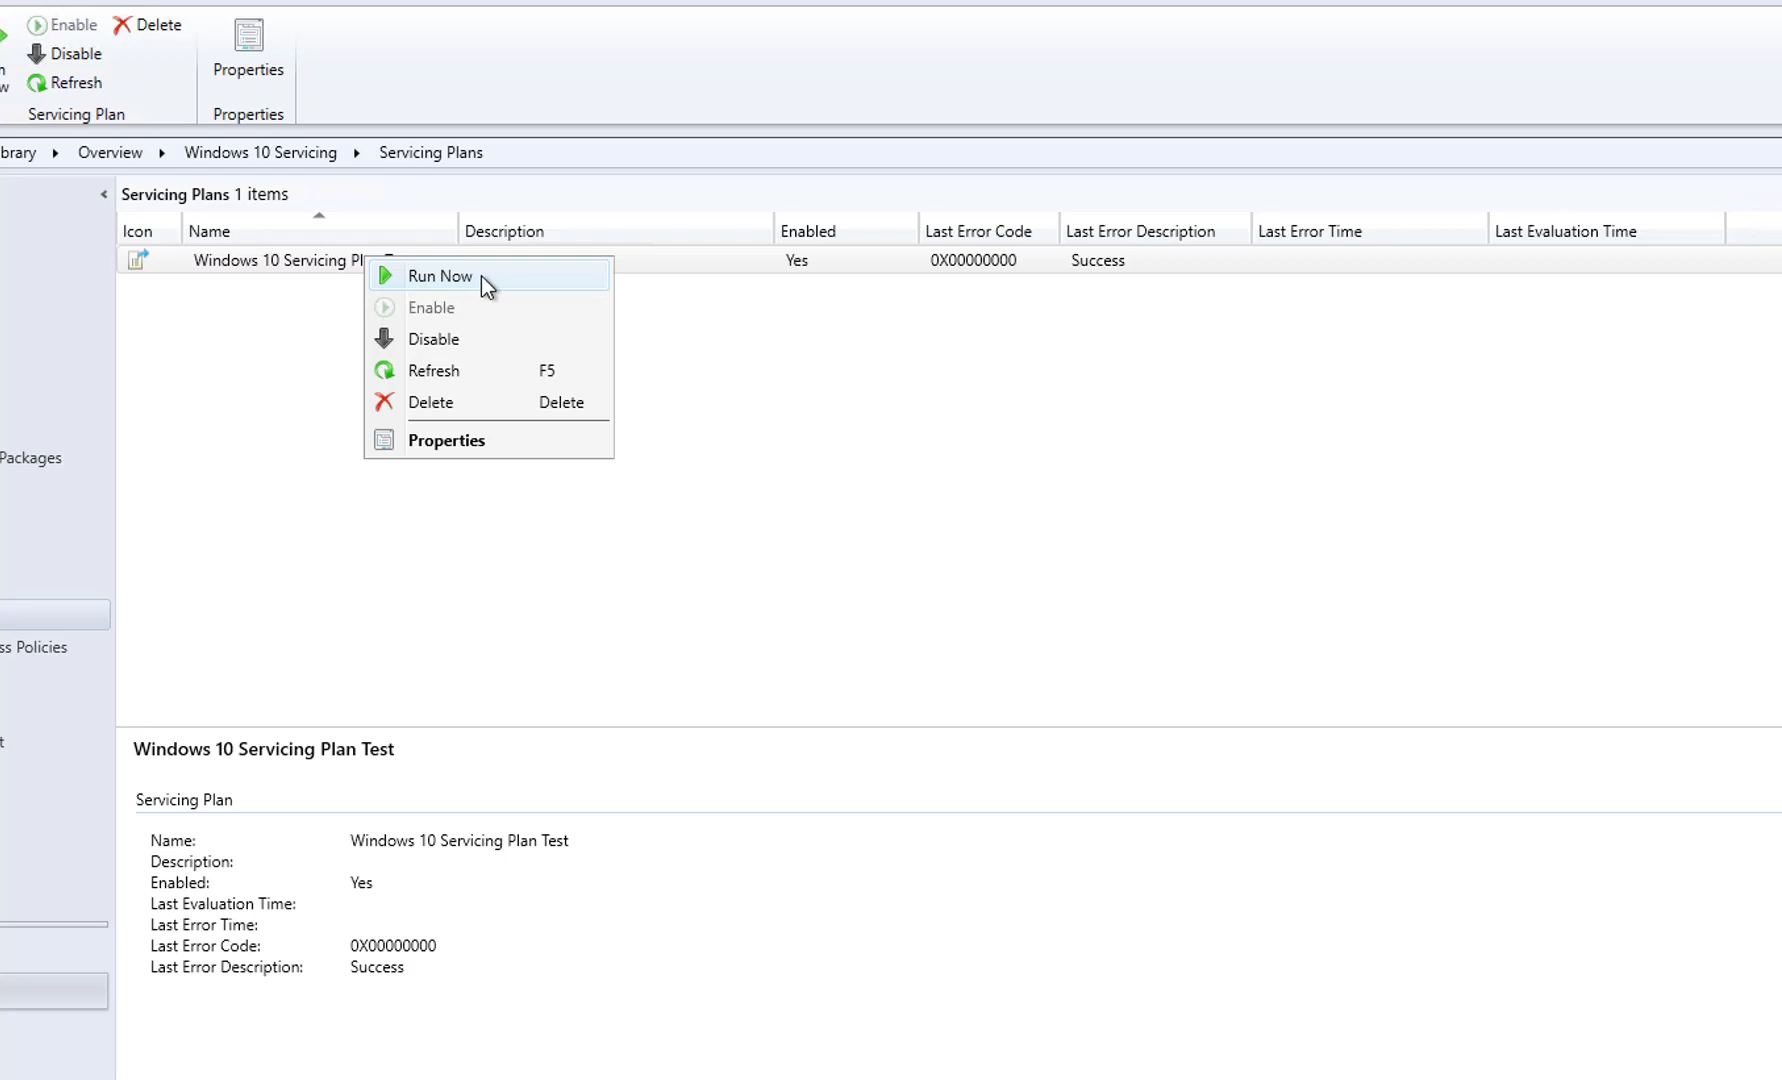 Enable Delete
Disable
Refresh
Properties
Servicing Plan Properties
brary Overview Windows 10 Servicing Servicing Plans
Servicing Plans 1 items
Icon Name Description Enabled Last Error Code Last Error Description Last Error Time Last Evaluation Time
Windows 10 Servicing Pl Yes 0X00000000 Success
Run Now
Enable
Disable
Refresh F5
Delete Delete
Properties
Packages
ss Policies
t
Windows 10 Servicing Plan Test
Servicing Plan
Name: Windows 10 Servicing Plan Test
Description:
Enabled: Yes
Last Evaluation Time:
Last Error Time:
Last Error Code: 0X00000000
Last Error Description: Success